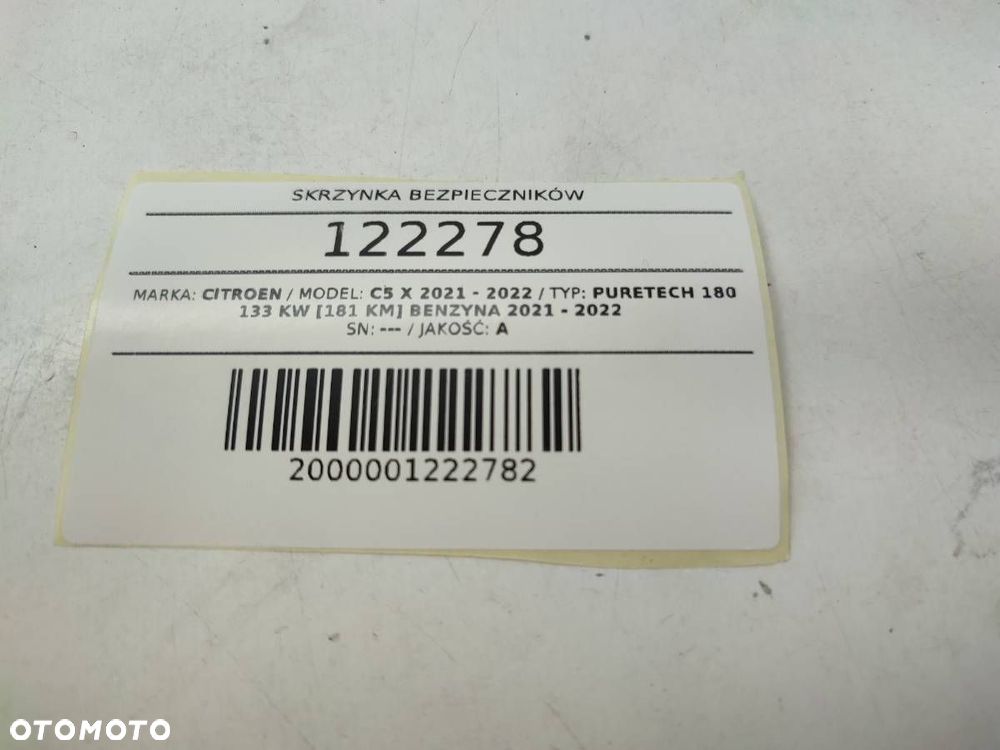 SKRZYNKA BEZPIECZNIKÓW
122278
MARKA: CITROEN / MODEL: C5 X 2021 - 2022 / TYP: PURETECH 180
133 KW [181 KM] BENZYNA 2021 - 2022
SN: --- / JAKOŚĆ: A
2000001222782
OTOMOTO